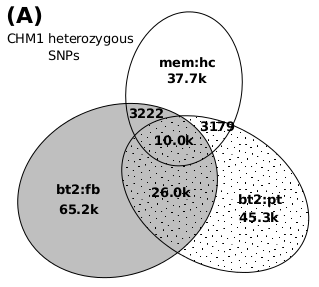 (A)
CHM1 heterozygous
SNPs
mem:hc
37.7k
3222
3179
10.0k
bt2:fb
65.2k
26.0k
bt2:pt
45.3k